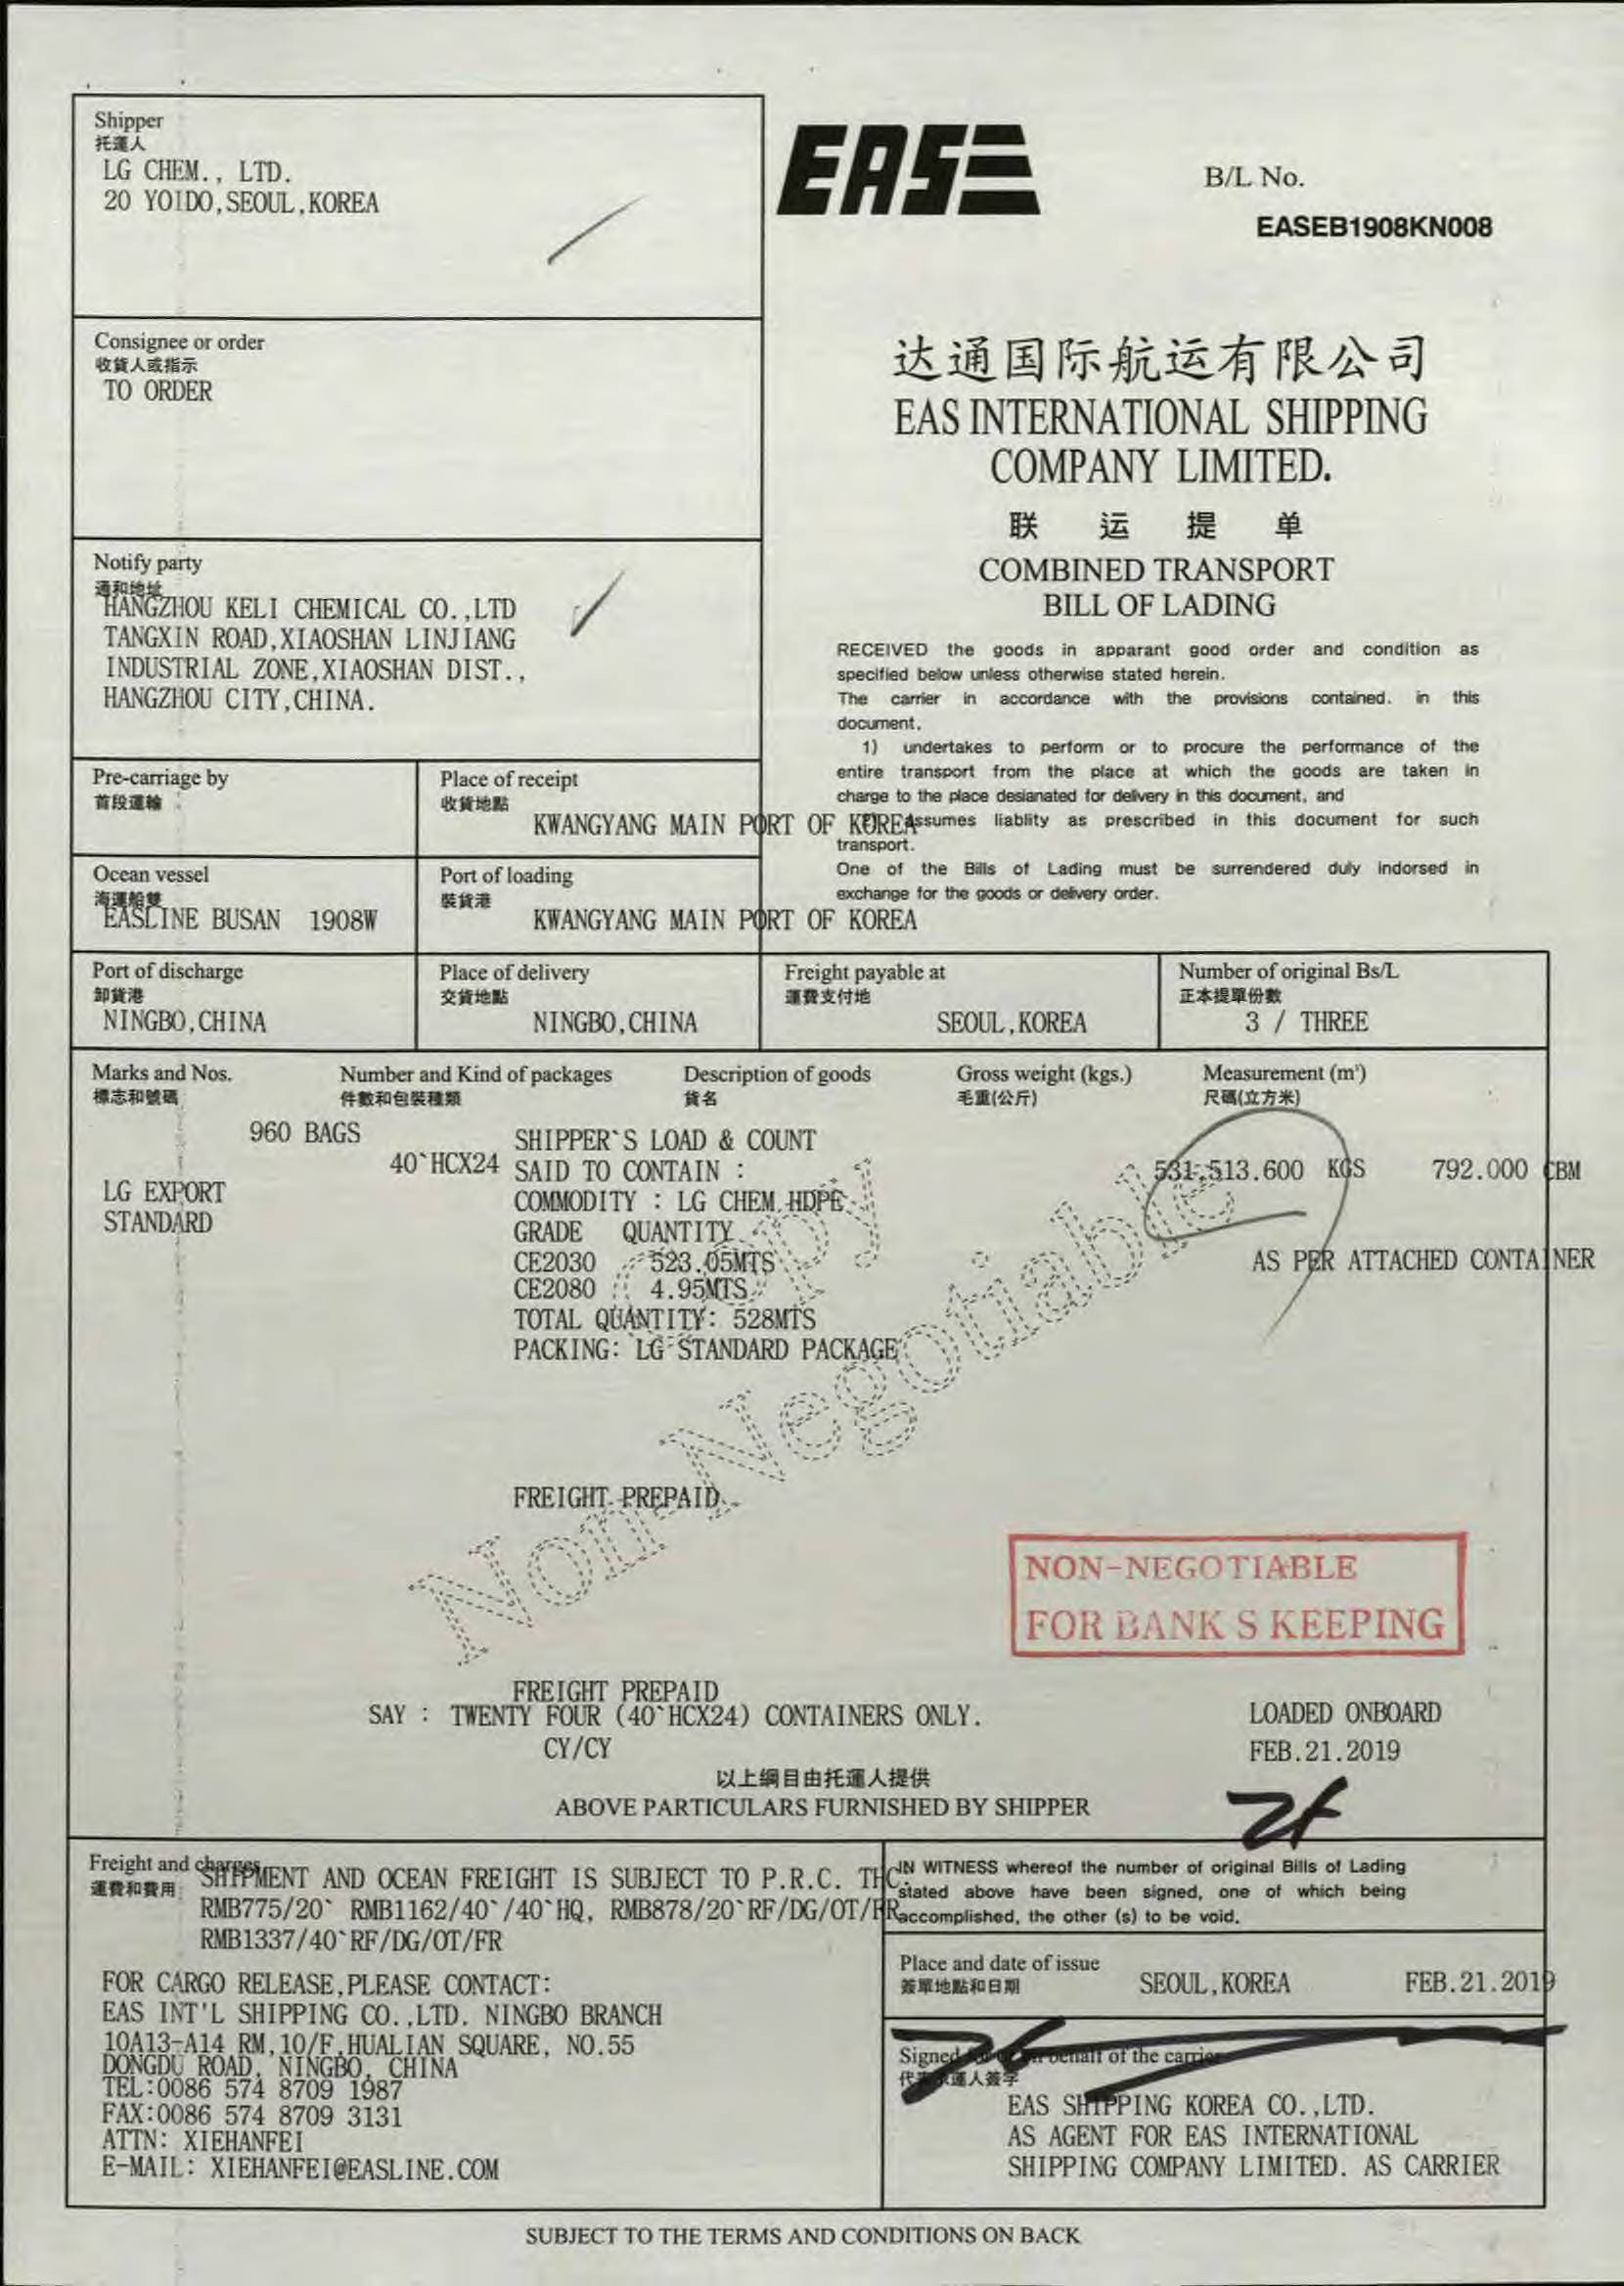 Shipper
托運人
LG CHEM., LTD.
20 YOIDO,SEOUL,KOREA
EASE
B/L No.
EASEB1908KN008
Consignee or order
收貨人或指示
TO ORDER
达通国际航运有限公司
EAS INTERNATIONAL SHIPPING
COMPANY LIMITED.
联 运 提 单
COMBINED TRANSPORT
BILL OF LADING
Notify party
通和地址
HANGZHOU KELI CHEMICAL CO.,LTD
TANGXIN ROAD,XIAOSHAN LINJIANG
INDUSTRIAL ZONE,XIAOSHAN DIST.,
HANGZHOU CITY,CHINA.
RECEIVED the goods in apparant good order and condition as
specified below unless otherwise stated herein.
The carrier in accordance with the provisions contained. in this
document,
1) undertakes to perform or to procure the performance of the
entire transport from the place at which the goods are taken in
charge to the place desianated for delivery in this document, and
assumes liablity as prescribed in this document for such
transport.
One of the Bills of Lading must be surrendered duly indorsed in
exchange for the goods or delivery order.
Pre-carriage by
首段運輸
Place of receipt
收貨地點
KWANGYANG MAIN PORT OF KOREA
Ocean vessel
海運船雙
EASLINE BUSAN 1908W
Port of loading
裝貨港
KWANGYANG MAIN PORT OF KOREA
Port of discharge
卸貨港
NINGBO,CHINA
Place of delivery
交貨地點
NINGBO,CHINA
Freight payable at
運費支付地
SEOUL,KOREA
Number of original Bs/L
正本提單份數
3 / THREE
Marks and Nos. Number and Kind of packages Description of goods Gross weight (kgs.) Measurement (m³)
標志和號碼 件數和包裝種類 貨名 毛重(公斤) 尺碼(立方米)
960 BAGS SHIPPER`S LOAD & COUNT
40`HCX24 SAID TO CONTAIN : 531,513.600 KGS 792.000 CBM
LG EXPORT
STANDARD
COMMODITY : LG CHEM HDPE
GRADE QUANTITY
CE2030 523.05MTS
AS PER ATTACHED CONTAINER
CE2080 4.95MTS
TOTAL QUANTITY: 528MTS
PACKING: LG STANDARD PACKAGE
Copy
Non-Negotiable
FREIGHT PREPAID
NON-NEGOTIABLE
FOR BANK S KEEPING
FREIGHT PREPAID
SAY : TWENTY FOUR (40`HCX24) CONTAINERS ONLY.
CY/CY
LOADED ONBOARD
FEB.21.2019
以上綱目由托運人提供
ABOVE PARTICULARS FURNISHED BY SHIPPER
Freight and charges
運費和費用
SHIPMENT AND OCEAN FREIGHT IS SUBJECT TO P.R.C. THC:
RMB775/20` RMB1162/40`/40`HQ, RMB878/20`RF/DG/OT/FR
RMB1337/40`RF/DG/OT/FR
FOR CARGO RELEASE,PLEASE CONTACT:
EAS INT'L SHIPPING CO.,LTD. NINGBO BRANCH
10A13-A14 RM,10/F,HUALIAN SQUARE, NO.55
DONGDU ROAD, NINGBO, CHINA
TEL:0086 574 8709 1987
FAX:0086 574 8709 3131
ATTN: XIEHANFEI
E-MAIL: XIEHANFEI@EASLINE.COM
IN WITNESS whereof the number of original Bills of Lading
stated above have been signed, one of which being
accomplished, the other (s) to be void.
Place and date of issue
簽單地點和日期
SEOUL,KOREA FEB.21.2019
Signed behalf of the carrier
代表 運人簽字
EAS SHIPPING KOREA CO.,LTD.
AS AGENT FOR EAS INTERNATIONAL
SHIPPING COMPANY LIMITED. AS CARRIER
SUBJECT TO THE TERMS AND CONDITIONS ON BACK